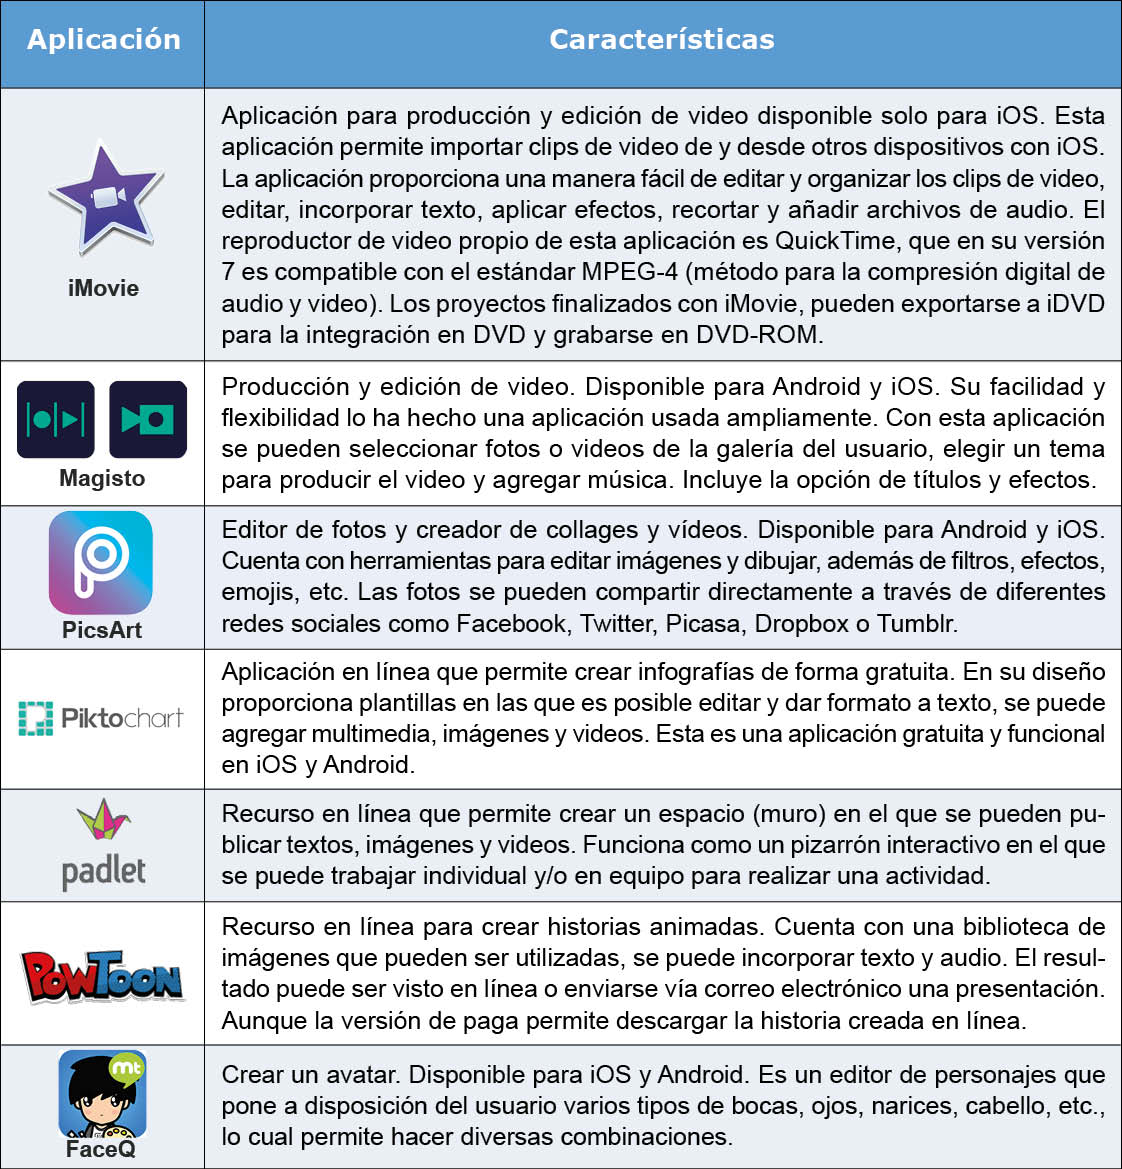 Aplicación
Características
Aplicación para producción y edición de video disponible solo para iOS. Esta
aplicación permite importar clips de video de y desde otros dispositivos con iOS.
La aplicación proporciona una manera fácil de editar y organizar los clips de video,
editar, incorporar texto, aplicar efectos, recortar y añadir archivos de audio. El
reproductor de video propio de esta aplicación es QuickTime, que en su versión
7 es compatible con el estándar MPEG-4 (método para la compresión digital de
audio y video). Los proyectos finalizados con iMovie, pueden exportarse a iDVD
para la integración en DVD y grabarse en DVD-ROM.
iMovie
Producción y edición de video. Disponible para Android y iOS. Su facilidad y
flexibilidad lo ha hecho una aplicación usada ampliamente. Con esta aplicación
se pueden seleccionar fotos o videos de la galería del usuario, elegir un tema
para producir el video y agregar música. Incluye la opción de títulos y efectos.
Magisto
Editor de fotos y creador de collages y vídeos. Disponible para Android y iOS.
Cuenta con herramientas para editar imágenes y dibujar, además de filtros, efectos,
emojis, etc. Las fotos se pueden compartir directamente a través de diferentes
redes sociales como Facebook, Twitter, Picasa, Dropbox o Tumblr.
PicsArt
Piktochart
Aplicación en línea que permite crear infografías de forma gratuita. En su diseño
proporciona plantillas en las que es posible editar y dar formato a texto, se puede
agregar multimedia, imágenes y videos. Esta es una aplicación gratuita y funcional
en iOS y Android.
padlet
Recurso en línea que permite crear un espacio (muro) en el que se pueden pu-
blicar textos, imágenes y videos. Funciona como un pizarrón interactivo en el que
se puede trabajar individual y/o en equipo para realizar una actividad.
PowToon
Recurso en línea para crear historias animadas. Cuenta con una biblioteca de
imágenes que pueden ser utilizadas, se puede incorporar texto y audio. El resul-
tado puede ser visto en línea o enviarse vía correo electrónico una presentación.
Aunque la versión de paga permite descargar la historia creada en línea.
mt
FaceQ
Crear un avatar. Disponible para iOS y Android. Es un editor de personajes que
pone a disposición del usuario varios tipos de bocas, ojos, narices, cabello, etc.,
lo cual permite hacer diversas combinaciones.